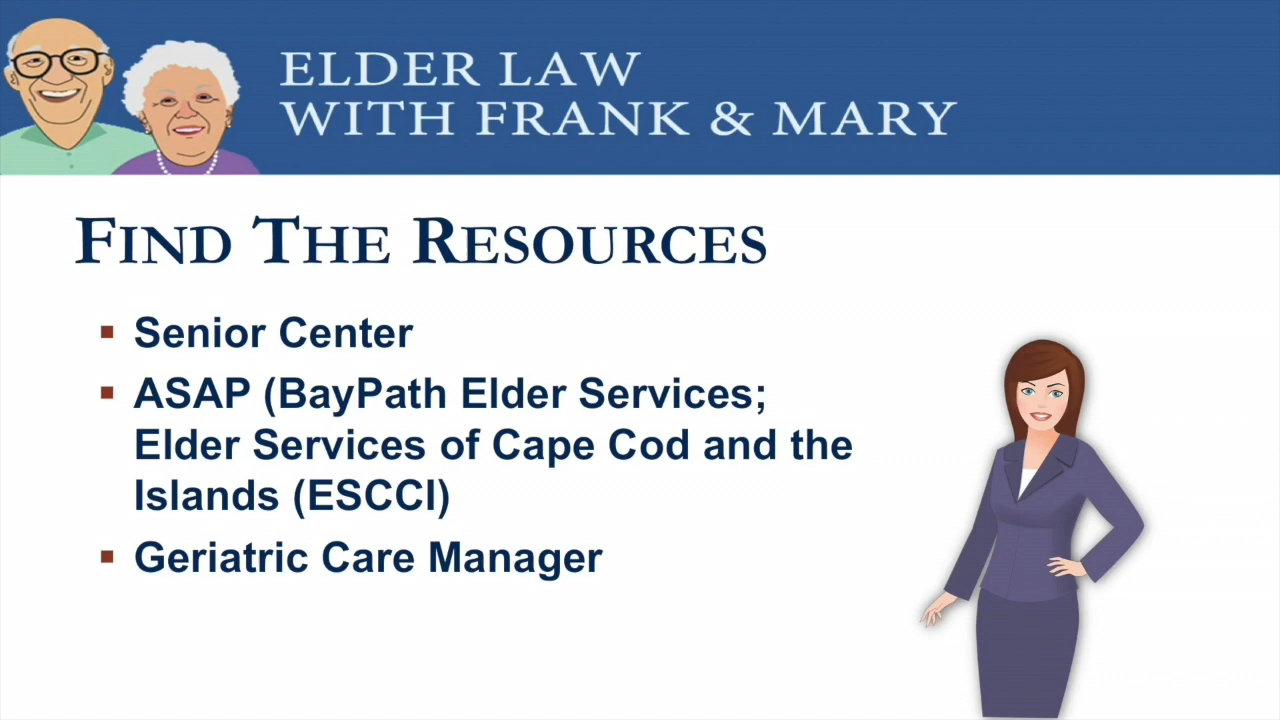 ELDER LAW
WITH FRANK & MARY
FIND THE RESOURCES
▪ Senior Center
▪ ASAP (BayPath Elder Services;
Elder Services of Cape Cod and the
Islands (ESCCI)
▪ Geriatric Care Manager